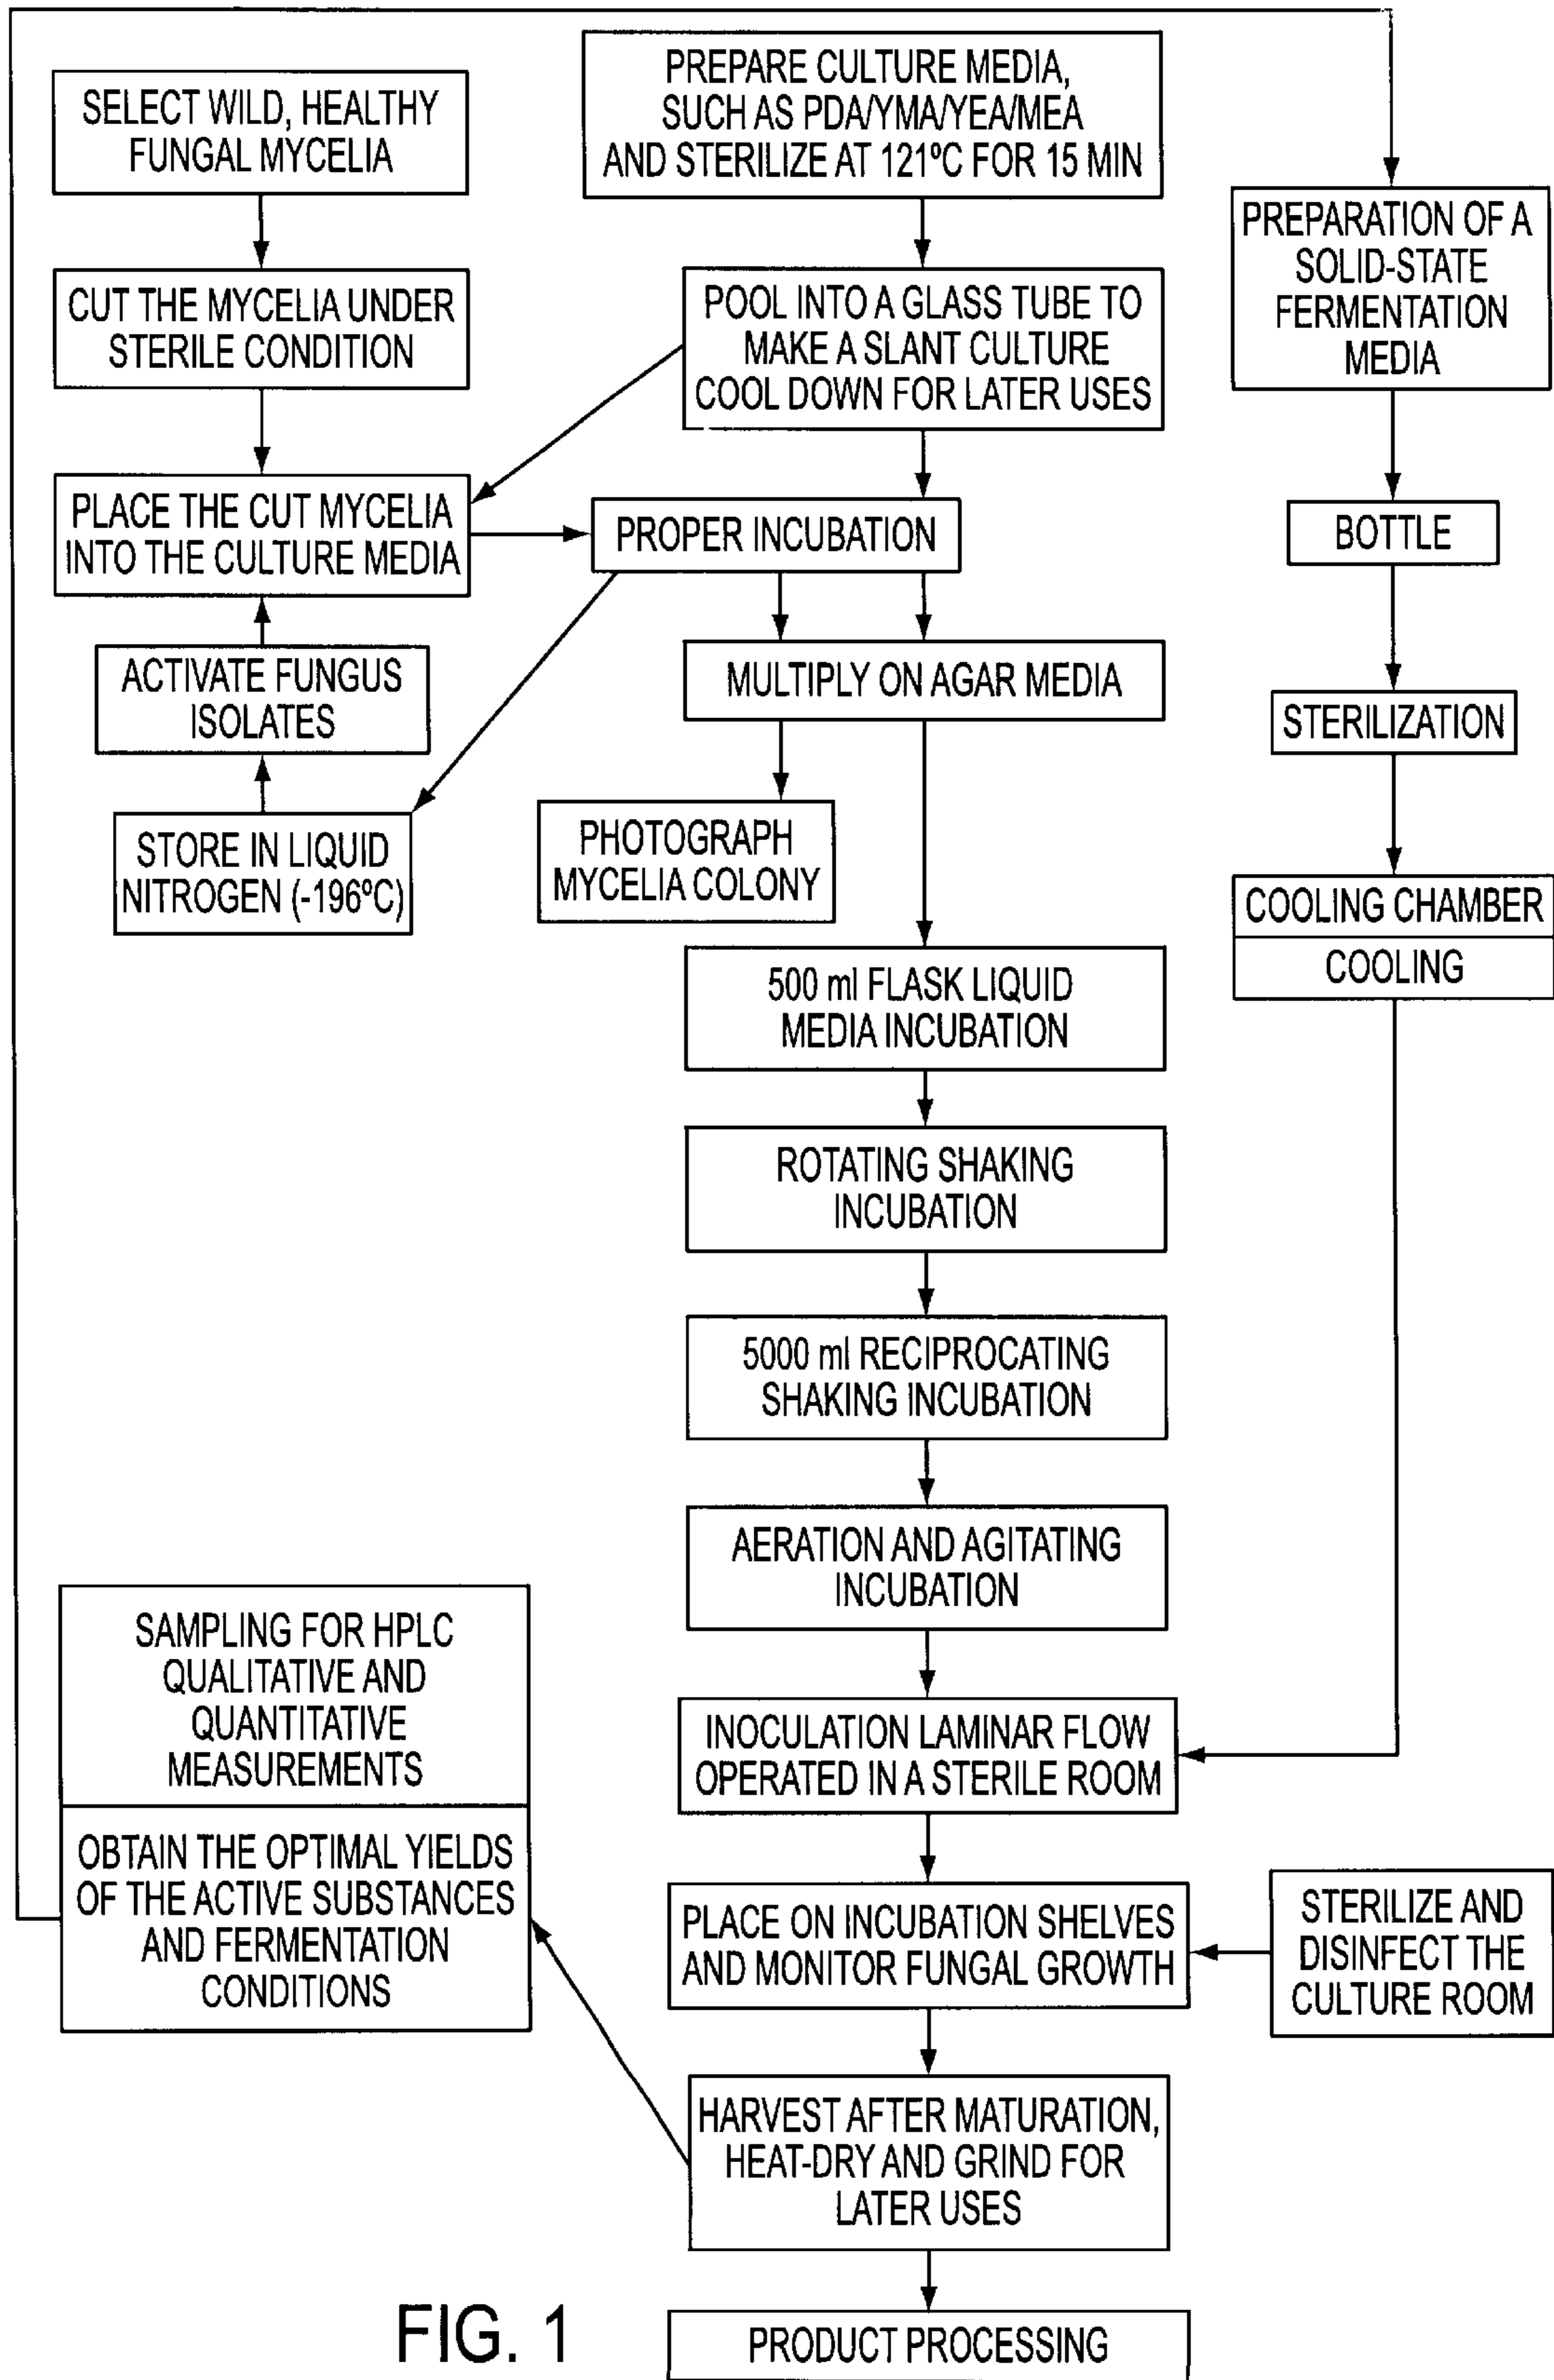 SELECT WILD, HEALTHY
FUNGAL MYCELIA
PREPARE CULTURE MEDIA,
SUCH AS PDA/YMA/YEA/MEA
AND STERILIZE AT 121ºC FOR 15 MIN
PREPARATION OF A
SOLID-STATE
FERMENTATION
MEDIA
CUT THE MYCELIA UNDER
STERILE CONDITION
POOL INTO A GLASS TUBE TO
MAKE A SLANT CULTURE
COOL DOWN FOR LATER USES
PLACE THE CUT MYCELIA
INTO THE CULTURE MEDIA
PROPER INCUBATION
BOTTLE
ACTIVATE FUNGUS
ISOLATES
MULTIPLY ON AGAR MEDIA
STERILIZATION
STORE IN LIQUID
NITROGEN (-196ºC)
PHOTOGRAPH
MYCELIA COLONY
COOLING CHAMBER
COOLING
500 ml FLASK LIQUID
MEDIA INCUBATION
ROTATING SHAKING
INCUBATION
5000 ml RECIPROCATING
SHAKING INCUBATION
AERATION AND AGITATING
INCUBATION
SAMPLING FOR HPLC
QUALITATIVE AND
QUANTITATIVE
MEASUREMENTS
OBTAIN THE OPTIMAL YIELDS
OF THE ACTIVE SUBSTANCES
AND FERMENTATION
CONDITIONS
INOCULATION LAMINAR FLOW
OPERATED IN A STERILE ROOM
PLACE ON INCUBATION SHELVES
AND MONITOR FUNGAL GROWTH
STERILIZE AND
DISINFECT THE
CULTURE ROOM
HARVEST AFTER MATURATION,
HEAT-DRY AND GRIND FOR
LATER USES
PRODUCT PROCESSING
FIG. 1